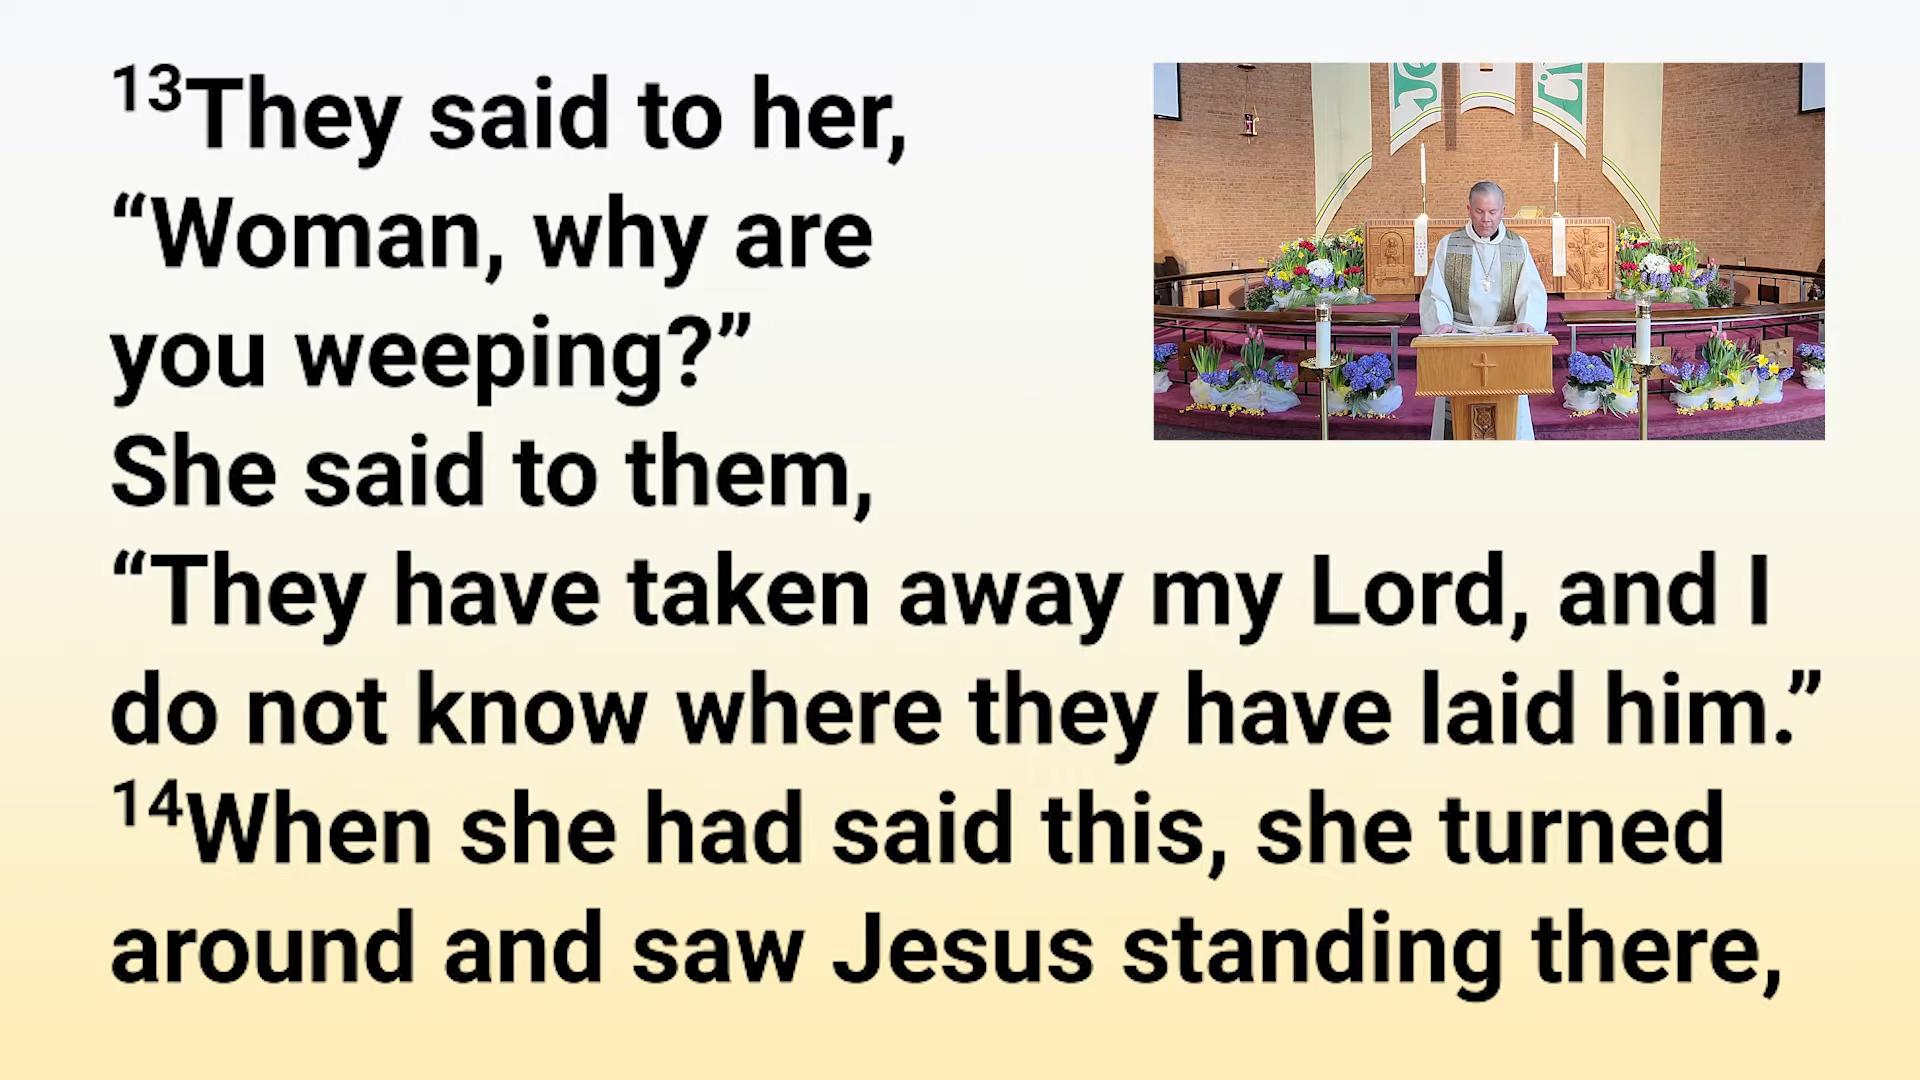 ¹³They said to her,
“Woman, why are
you weeping?”
She said to them,
“They have taken away my Lord, and I
do not know where they have laid him.”
¹⁴When she had said this, she turned
around and saw Jesus standing there,